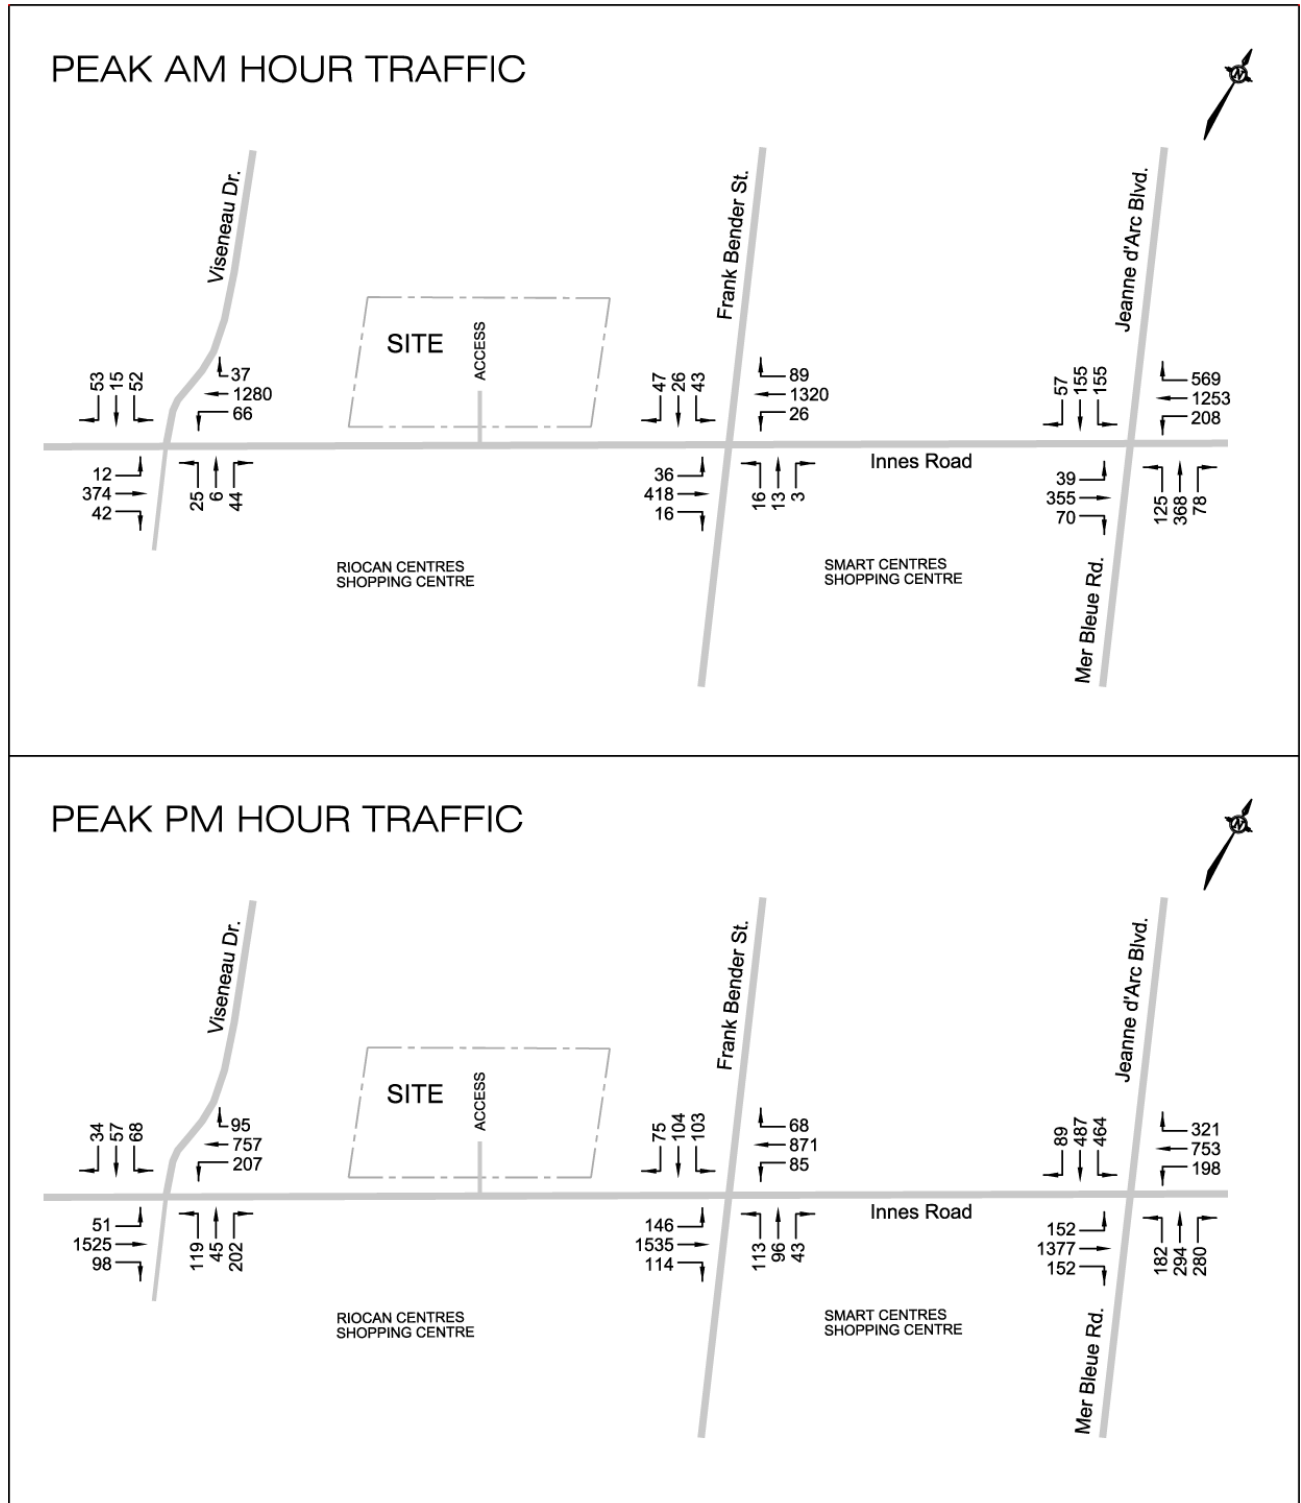 PEAK AM HOUR TRAFFIC
N
Viseneau Dr.
Frank Bender St.
Jeanne d'Arc Blvd.
SITE
ACCESS
53 15 52
37
1280
66
47 26 43
89
1320
26
57 155 155
569
1253
208
Innes Road
12
374
42
25 6 44
36
418
16
16 13 3
39
355
70
125 368 78
RIOCAN CENTRES
SHOPPING CENTRE
SMART CENTRES
SHOPPING CENTRE
Mer Bleue Rd.
PEAK PM HOUR TRAFFIC
N
Viseneau Dr.
Frank Bender St.
Jeanne d'Arc Blvd.
SITE
ACCESS
34 57 68
95
757
207
75 104 103
68
871
85
89 487 464
321
753
198
Innes Road
51
1525
98
119 45 202
146
1535
114
113 96 43
152
1377
152
182 294 280
RIOCAN CENTRES
SHOPPING CENTRE
SMART CENTRES
SHOPPING CENTRE
Mer Bleue Rd.